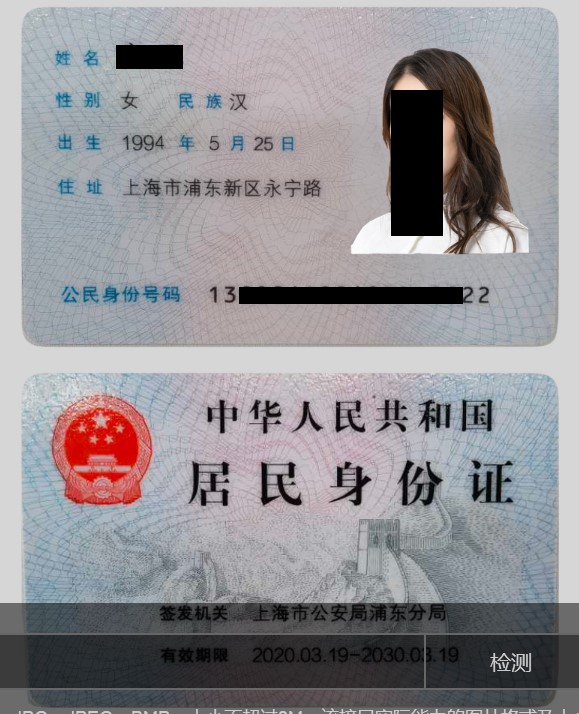 姓名
性别 女 民族 汉
出生 1994 年 5 月 25 日
住址 上海市浦东新区永宁路
公民身份号码 13 22
中华人民共和国
居民身份证
签发机关 上海市公安局浦东分局
有效期限 2020.03.19-2030.03.19
检测